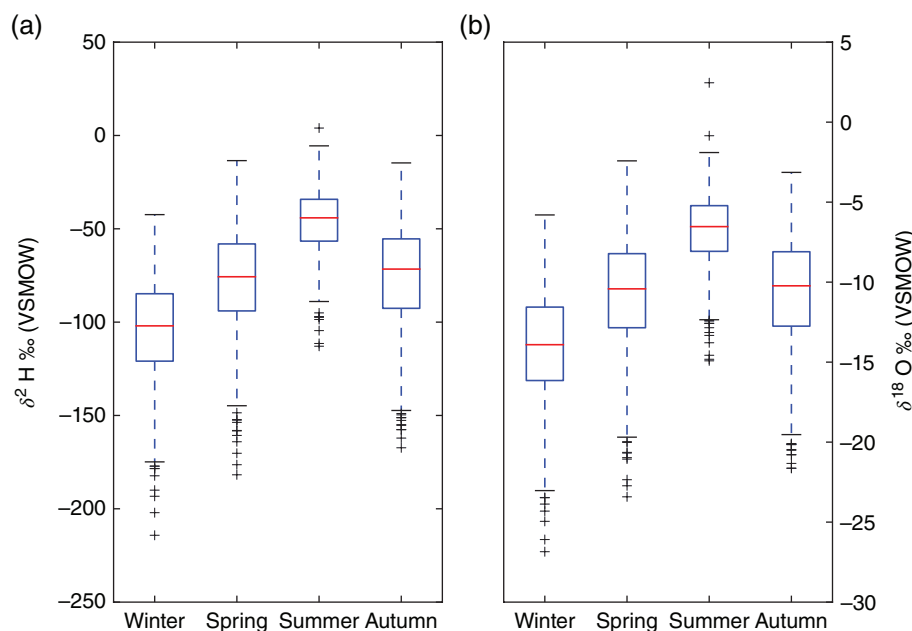 (a)
50
0
–50
–100
–150
–200
–250
δ² H ‰ (VSMOW)
Winter Spring Summer Autumn
(b)
5
0
–5
–10
–15
–20
–25
–30
δ¹⁸ O ‰ (VSMOW)
Winter Spring Summer Autumn